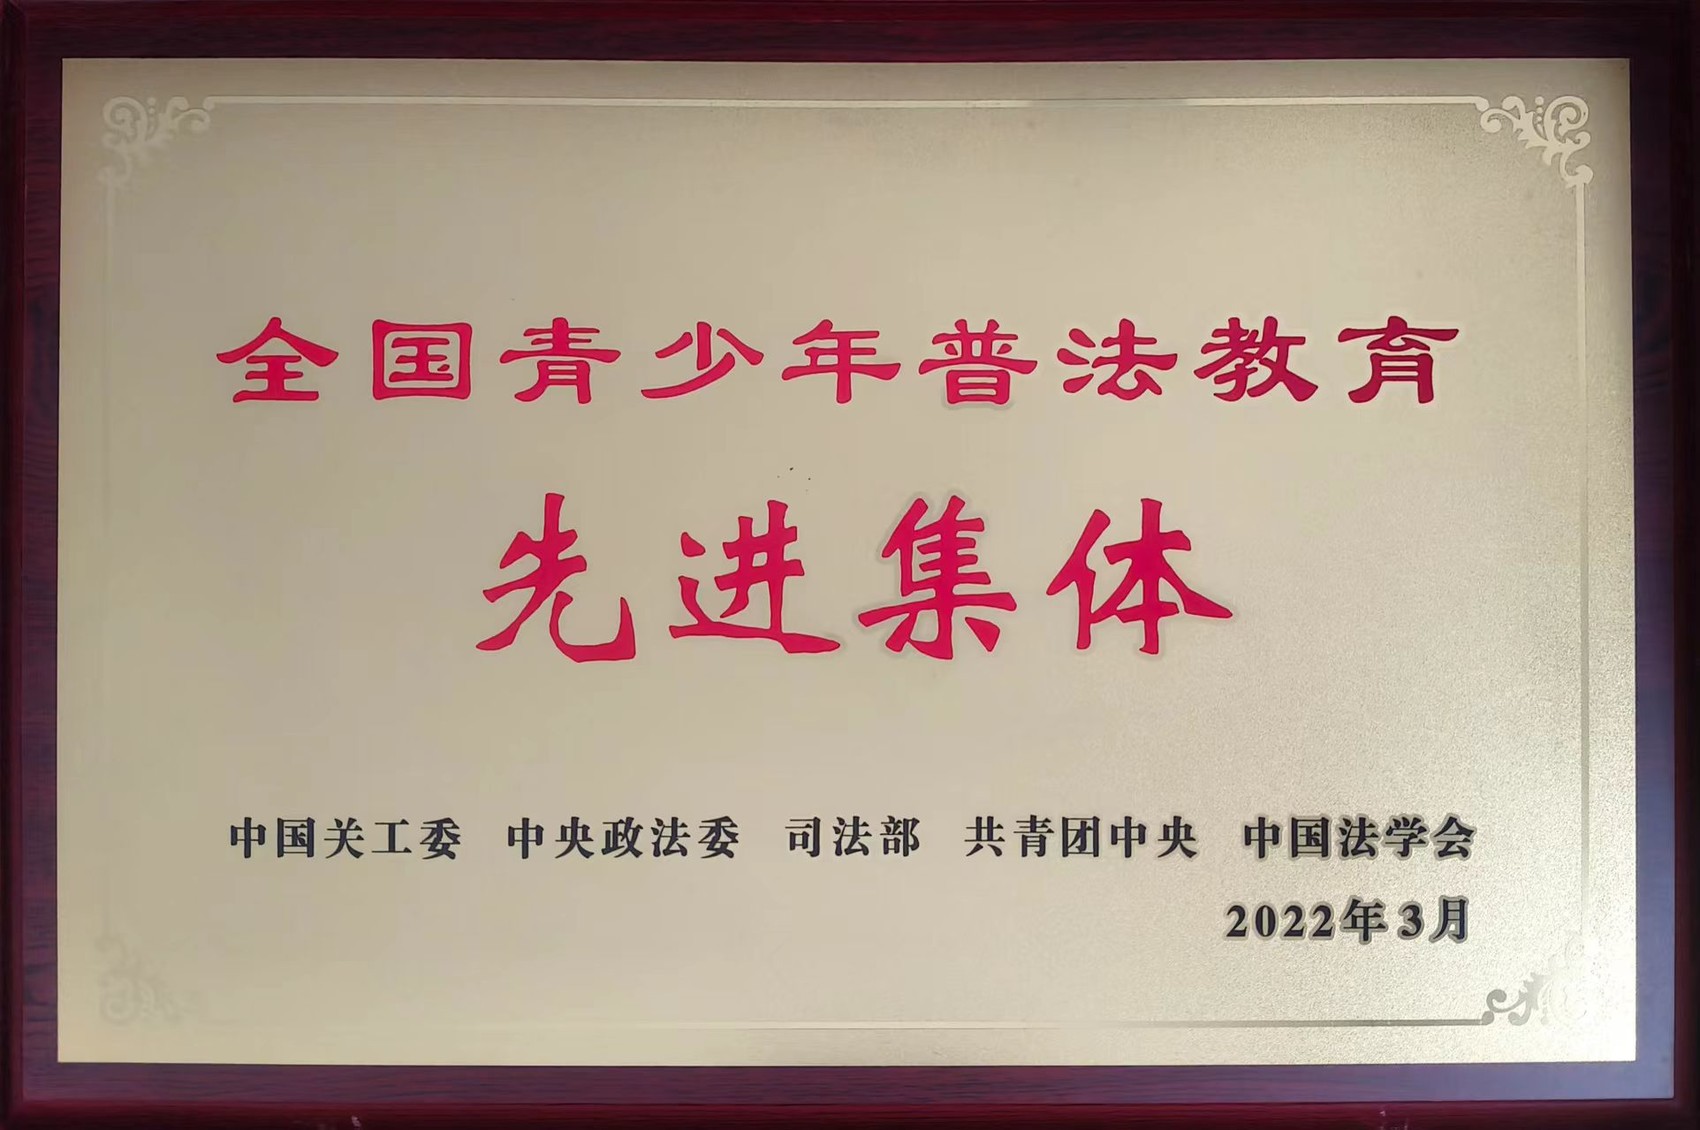 全国青少年普法教育
先进集体
中国关工委 中央政法委 司法部 共青团中央 中国法学会
2022年3月